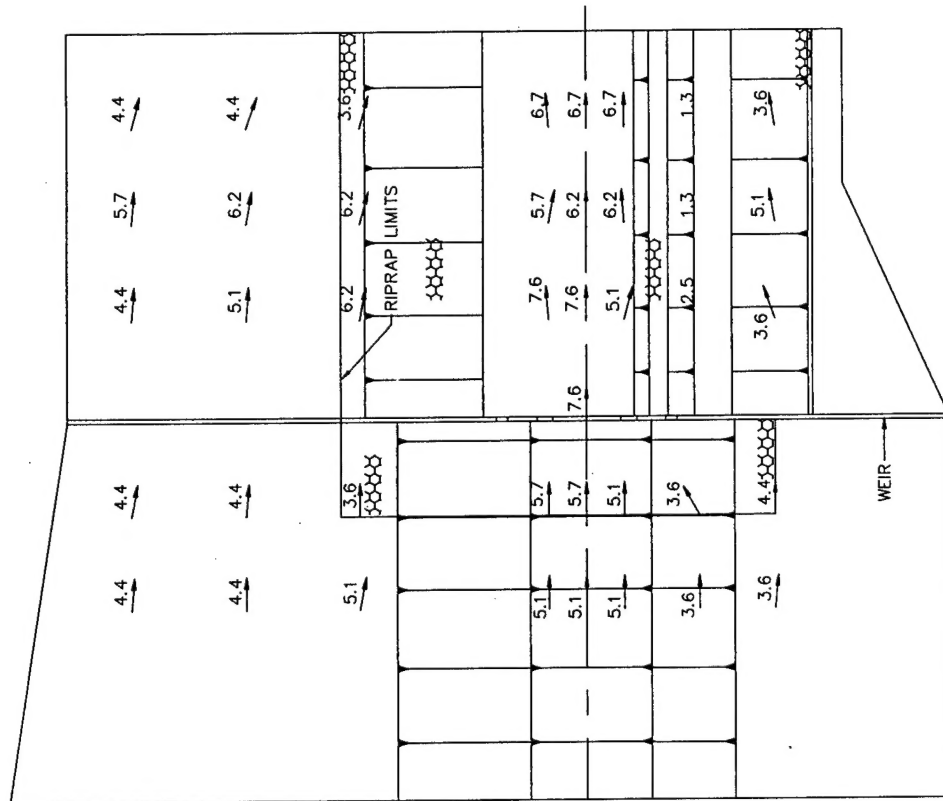 4.4 4.4 4.4 5.7 4.4
4.4 4.4 5.1 6.2 4.4
5.1 3.6 6.2 6.2 3.6
RIPRAP LIMITS
5.1 5.7 7.6 5.7 6.7
5.1 5.7 7.6 7.6 6.2 6.7
5.1 5.1 5.1 6.2 6.7
3.6 3.6 2.5 1.3 1.3
3.6 4.4 3.6 5.1 3.6
WEIR